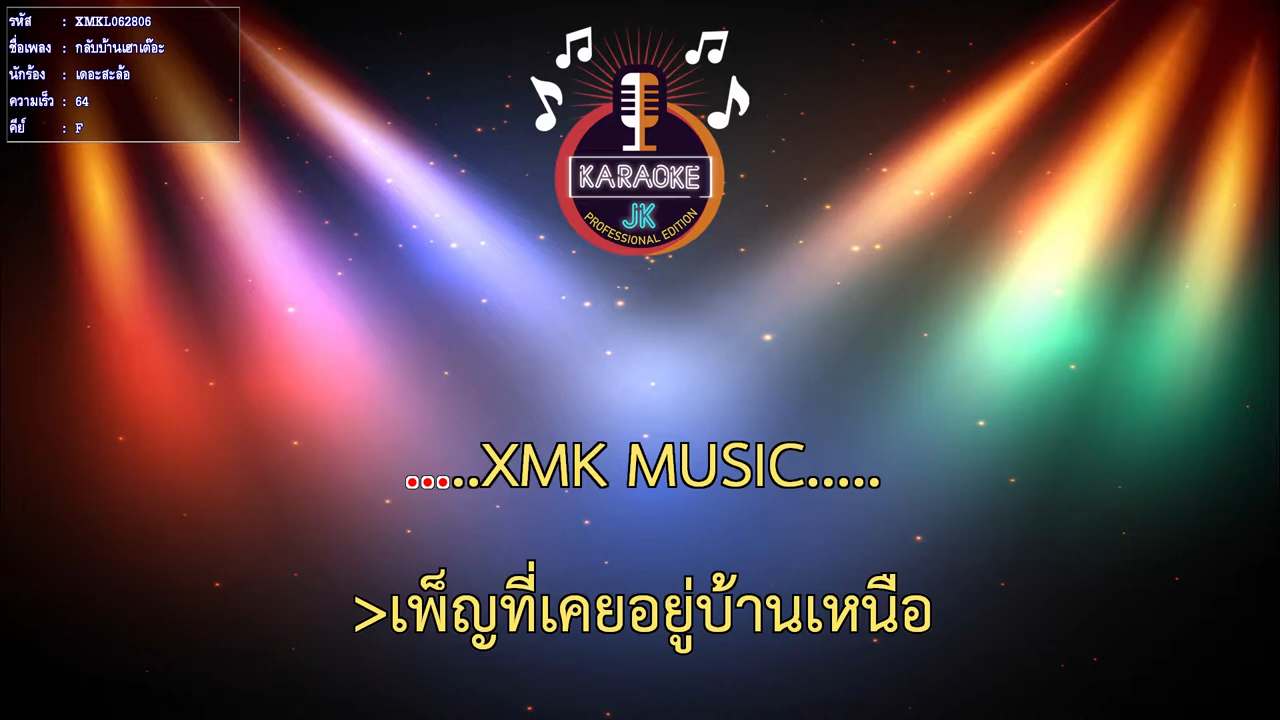 รหัส : XMKL062806
ชื่อเพลง : กลับบ้านเฮาเต๊อะ
นักร้อง : เดอะสะล้อ
ความเร็ว : 64
คีย์ : F
KARAOKE
JK
PROFESSIONAL EDITION
.....XMK MUSIC.....
>เพ็ญที่เคยอยู่บ้านเหนือ